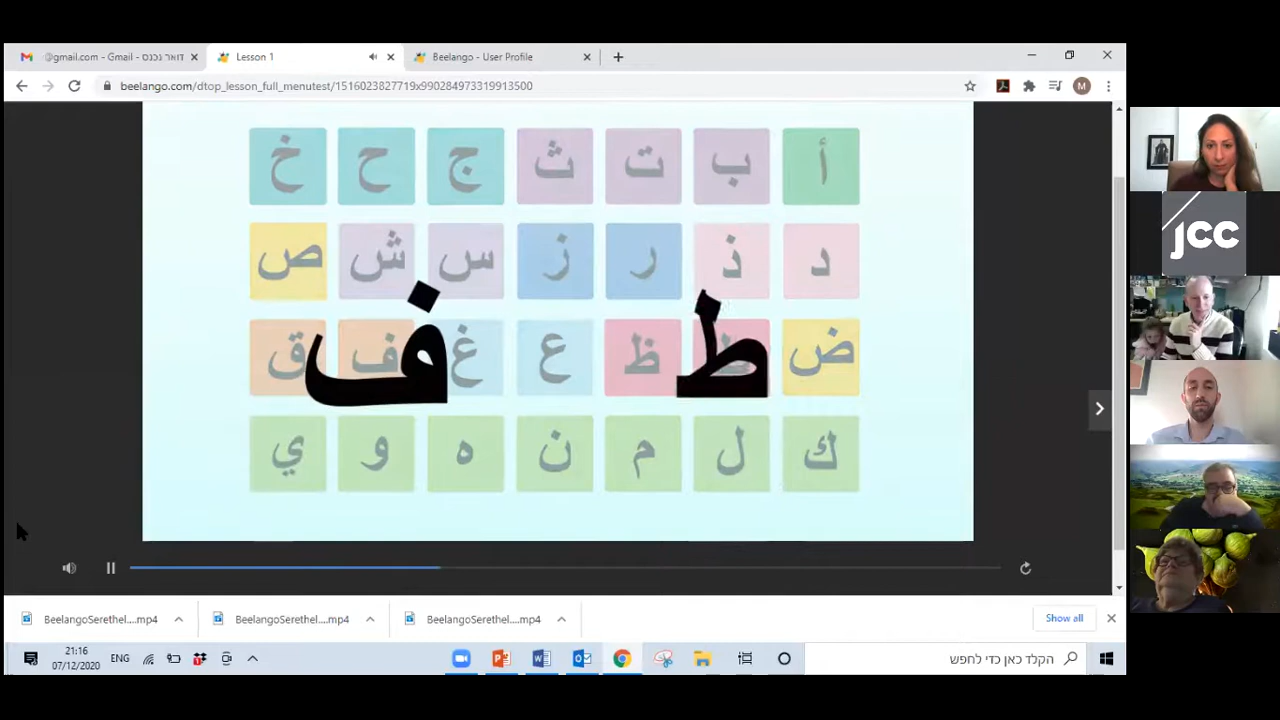 @gmail.com - Gmail - דואר נכנס
Lesson 1
Beelango - User Profile
beelango.com/dtop_lesson_full_menutest/1516023827719x990284973319913500
M
أ ب ت ث ج ح خ
د ذ ر ز س ش ص
ض ط ظ ع غ ف ق
ط ف
ك ل م ن ه و ي
jcc
BeelangoSerethel....mp4
BeelangoSerethel....mp4
BeelangoSerethel....mp4
Show all
21:16
07/12/2020
ENG
הקלד כאן כדי לחפש